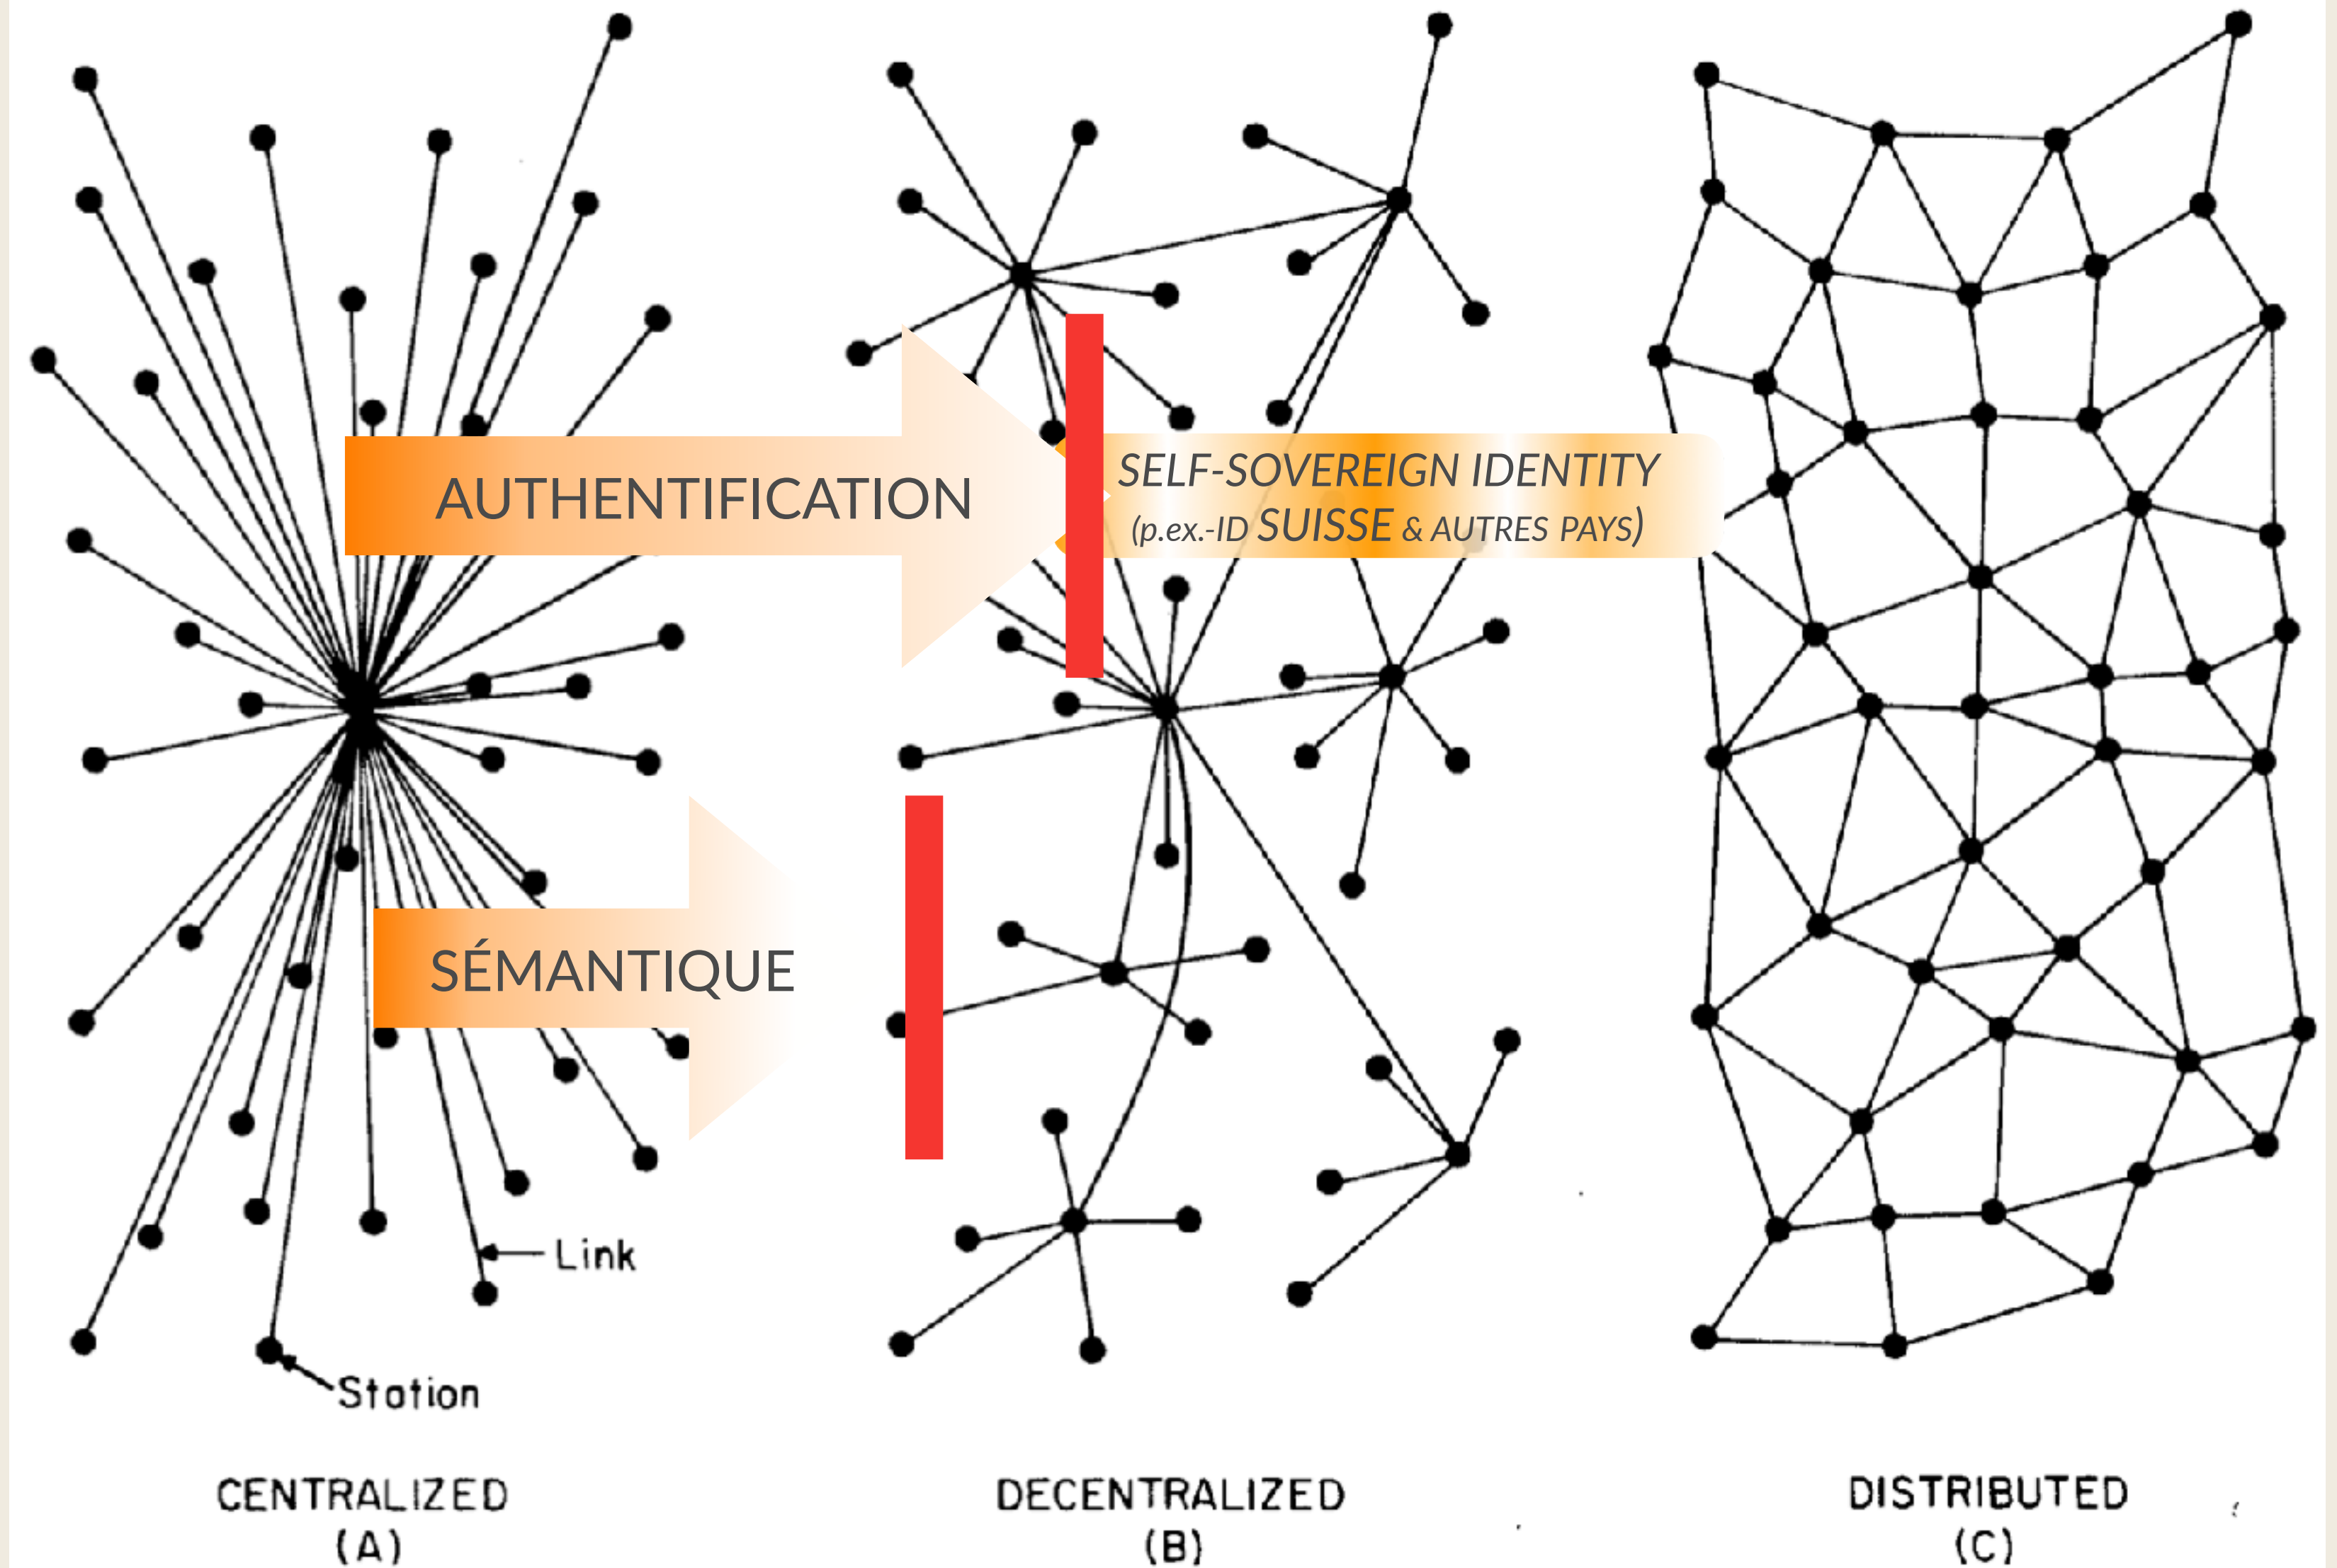 AUTHENTIFICATION
SELF-SOVEREIGN IDENTITY
(p.ex.-ID SUISSE & AUTRES PAYS)
SÉMANTIQUE
Link
Station
CENTRALIZED
(A)
DECENTRALIZED
(B)
DISTRIBUTED
(C)